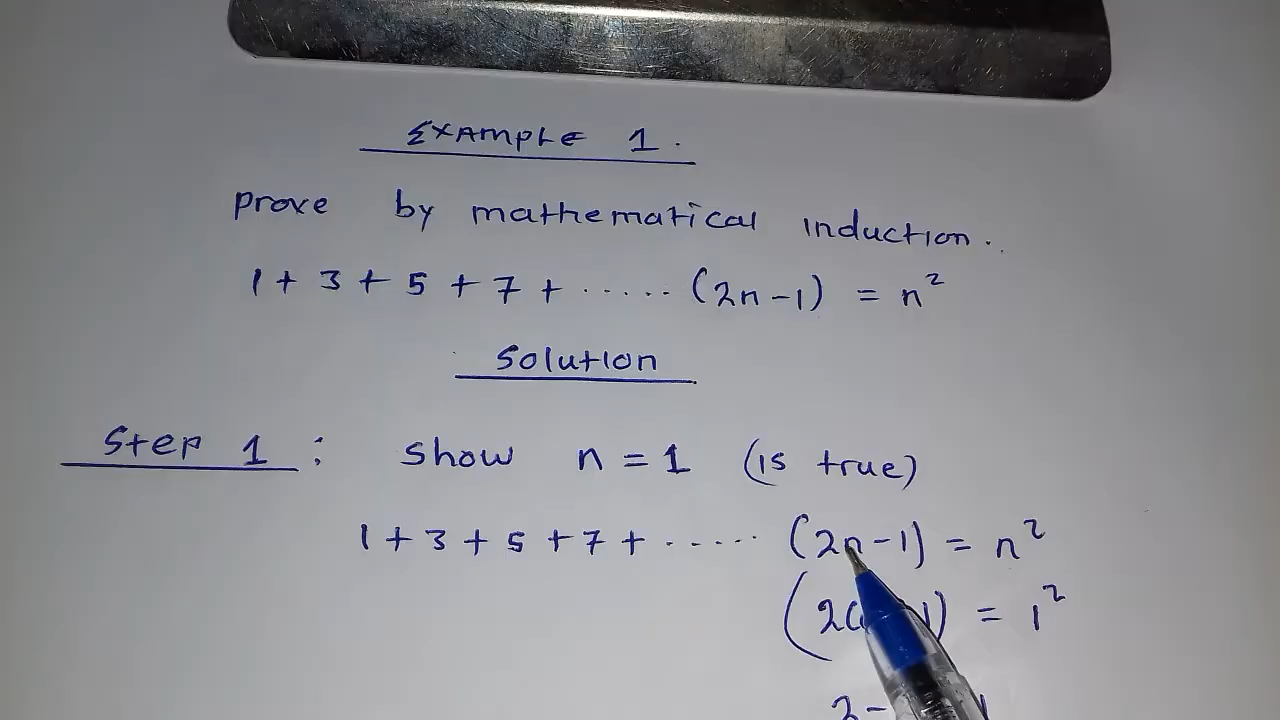 EXAMPLE 1.
prove by mathematical induction..
1 + 3 + 5 + 7 + ..... (2n-1) = n²
Solution
Step 1 : Show n = 1 (is true)
1 + 3 + 5 + 7 + ..... (2n-1) = n²
= 1²